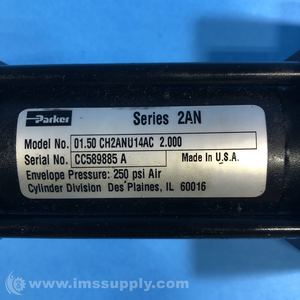 Parker
Series 2AN
Model No. 01.50 CH2ANU14AC 2.000
Serial No. CC589885 A
Made In U.S.A.
Envelope Pressure: 250 psi Air
Cylinder Division Des Plaines, IL 60016
© www.imssupply.com